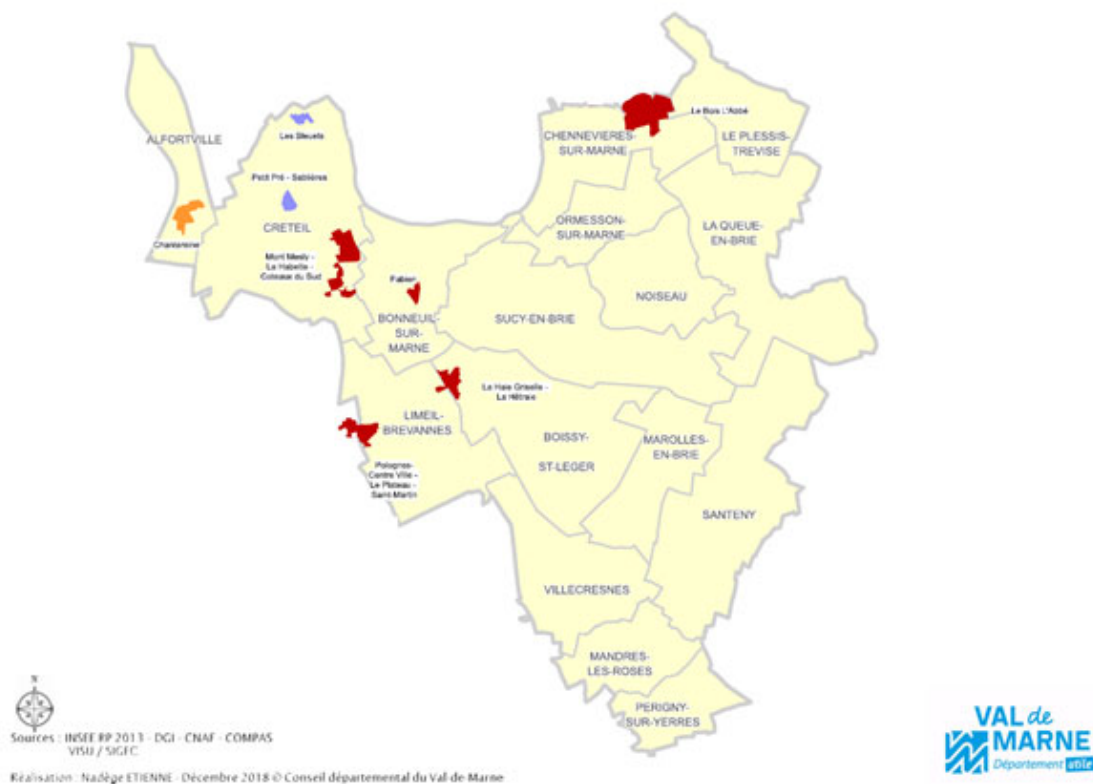 Le Bois L'Abbé
ALFORTVILLE
Les Bleuets
CHENNEVIERES-
SUR-MARNE
LE PLESSIS-
TREVISE
Petit Pré - Sablières
CRETEIL
ORMESSON-
SUR-MARNE
LA QUEUE-
EN-BRIE
Chantereine
Mont Mesly -
La Habette -
Coteaux du Sud
Fabien
NOISEAU
BONNEUIL-
SUR-
MARNE
SUCY-EN-BRIE
La Haie Griselle -
La Hêtraie
LIMEIL-
BREVANNES
BOISSY-
ST-LEGER
MAROLLES-
EN-BRIE
Polognes-
Centre Ville -
Le Plateau -
Saint-Martin
SANTENY
VILLECRESNES
MANDRES-
LES-ROSES
PERIGNY-
SUR-YERRES
N
Sources : INSEE RP 2013 - DGI - CNAF - COMPAS
VISU / SIGEC
Réalisation : Nadège ETIENNE - Décembre 2018 © Conseil départemental du Val de Marne
VAL de
MARNE
Département utile